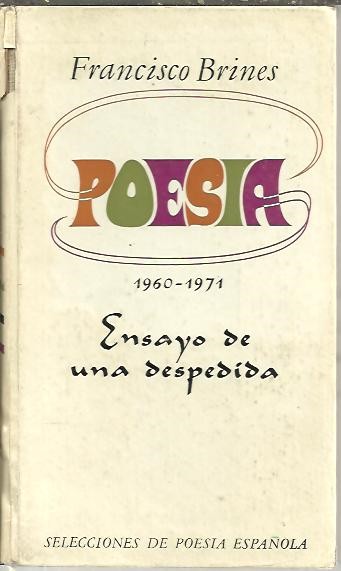 Francisco Brines
POESIA
1960-1971
Ensayo de
una despedida
SELECCIONES DE POESIA ESPAÑOLA